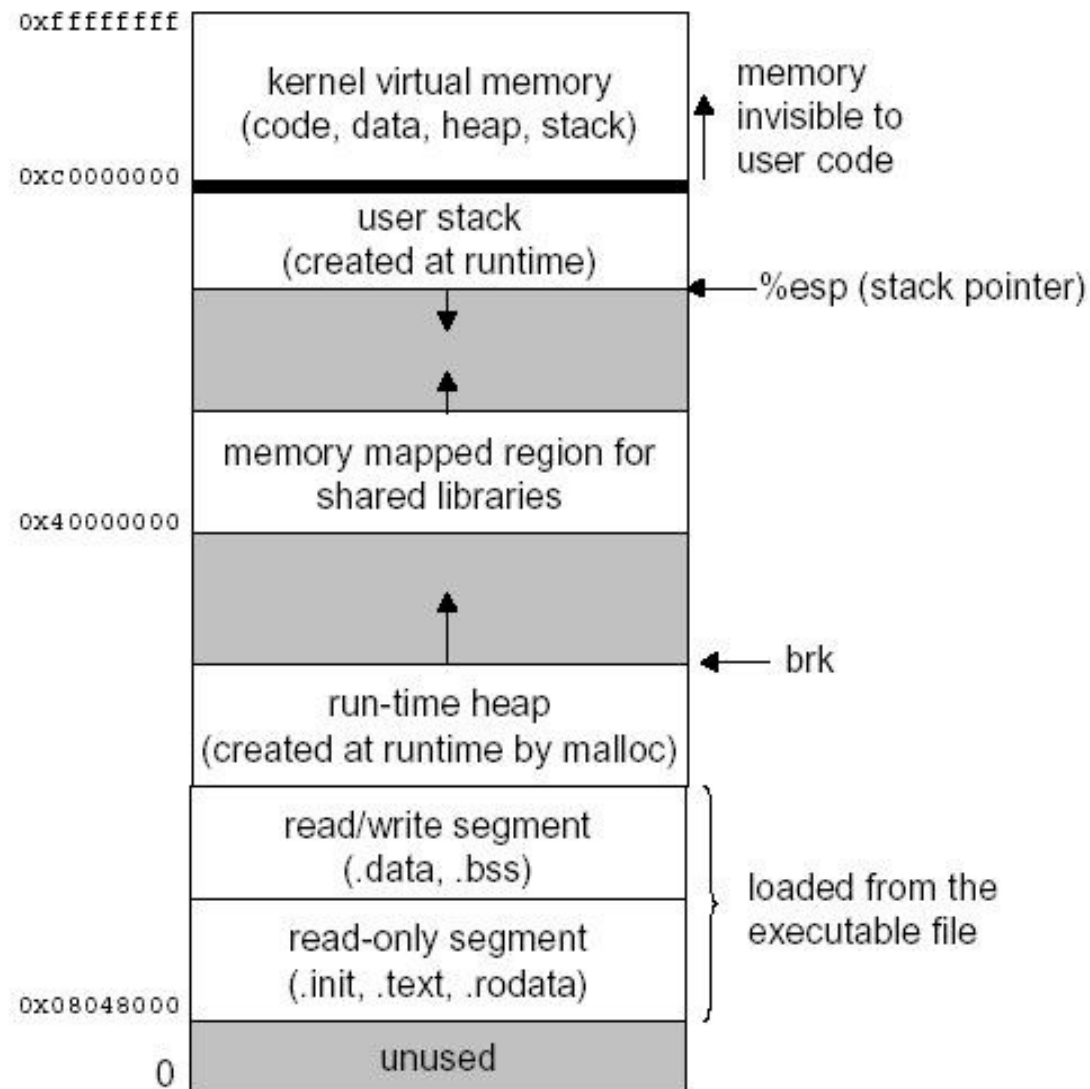 0xffffffff
kernel virtual memory
(code, data, heap, stack)
memory
invisible to
user code
0xc0000000
user stack
(created at runtime)
%esp (stack pointer)
memory mapped region for
shared libraries
0x40000000
brk
run-time heap
(created at runtime by malloc)
read/write segment
(.data, .bss)
loaded from the
executable file
read-only segment
(.init, .text, .rodata)
0x08048000
unused
0